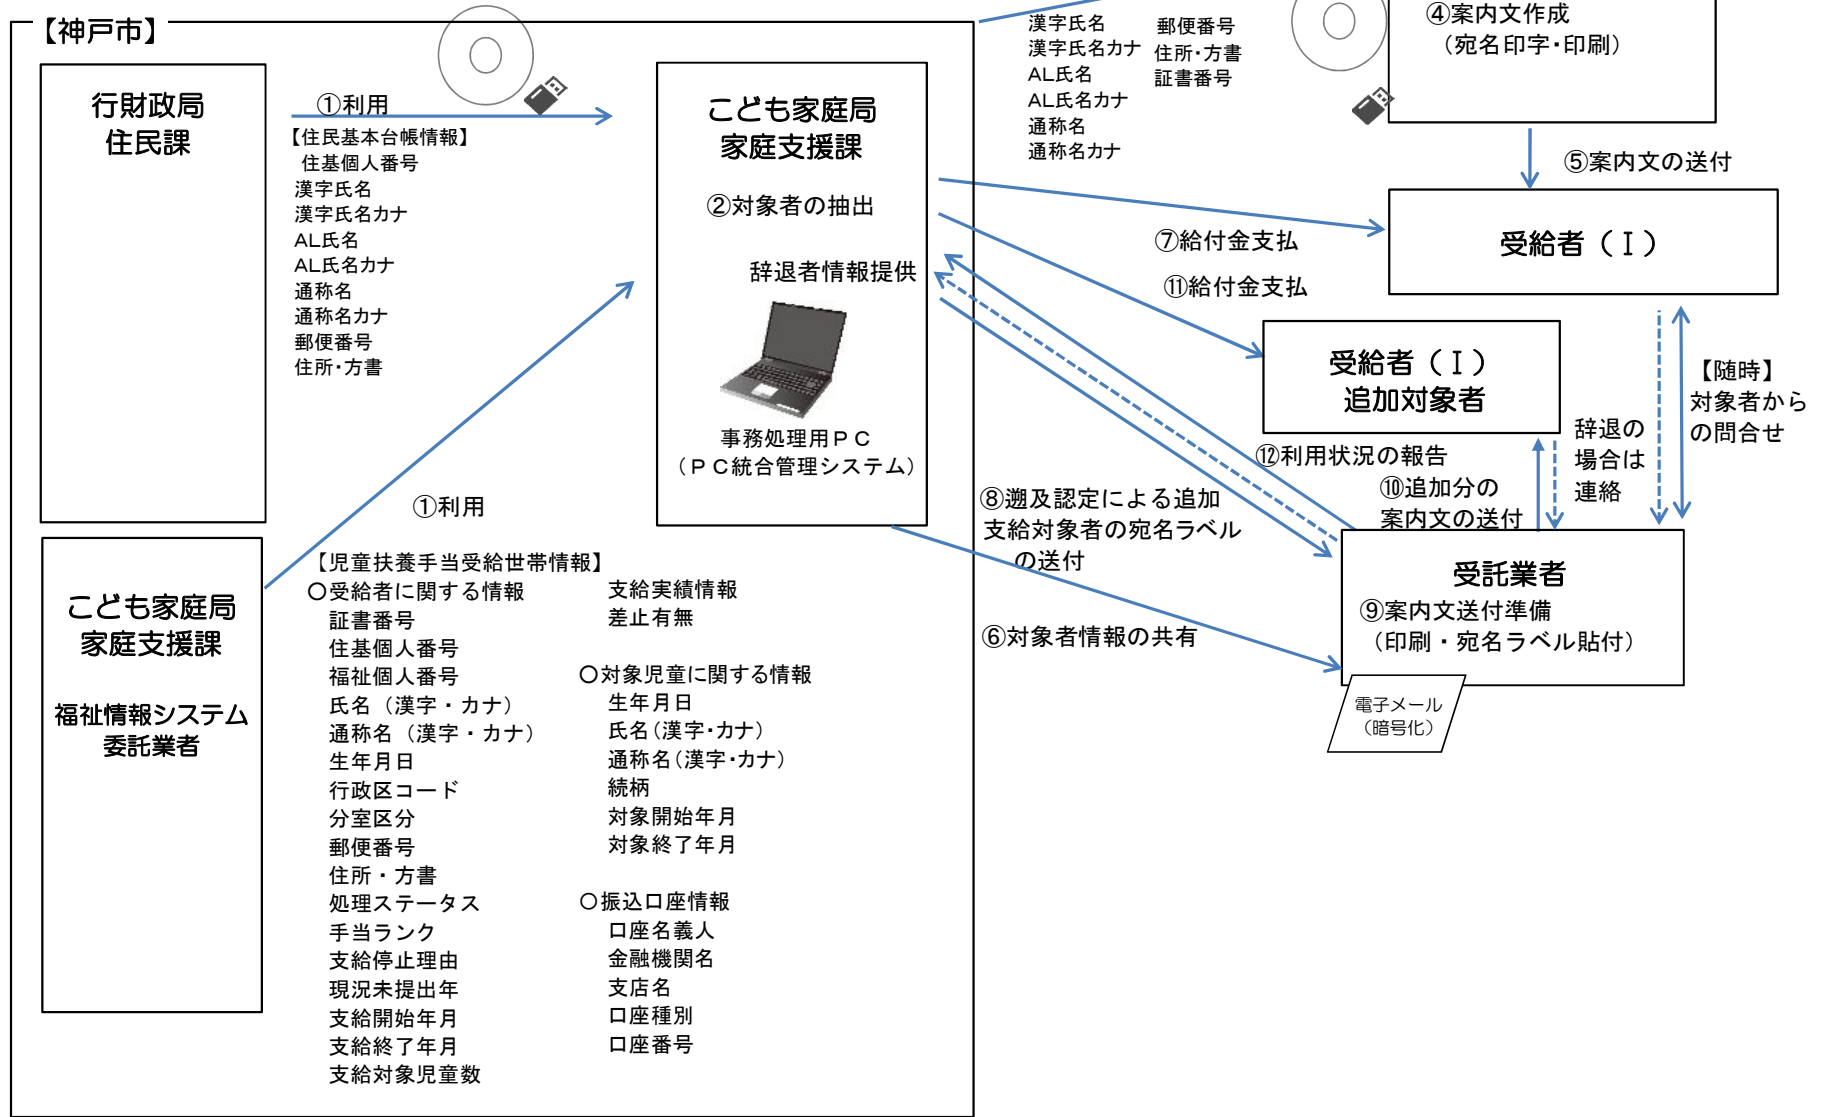 【神戸市】
行財政局
住民課
①利用
【住民基本台帳情報】
住基個人番号
漢字氏名
漢字氏名カナ
AL氏名
AL氏名カナ
通称名
通称名カナ
郵便番号
住所・方書
こども家庭局
家庭支援課
②対象者の抽出
辞退者情報提供
事務処理用ＰＣ
（ＰＣ統合管理システム）
こども家庭局
家庭支援課
福祉情報システム
委託業者
①利用
【児童扶養手当受給世帯情報】
〇受給者に関する情報
証書番号
住基個人番号
福祉個人番号
氏名（漢字・カナ）
通称名（漢字・カナ）
生年月日
行政区コード
分室区分
郵便番号
住所・方書
処理ステータス
手当ランク
支給停止理由
現況未提出年
支給開始年月
支給終了年月
支給対象児童数
支給実績情報
差止有無
〇対象児童に関する情報
生年月日
氏名（漢字・カナ）
通称名（漢字・カナ）
続柄
対象開始年月
対象終了年月
〇振込口座情報
口座名義人
金融機関名
支店名
口座種別
口座番号
漢字氏名
漢字氏名カナ
AL氏名
AL氏名カナ
通称名
通称名カナ
郵便番号
住所・方書
証書番号
④案内文作成
（宛名印字・印刷）
⑤案内文の送付
受給者（Ⅰ）
⑦給付金支払
⑪給付金支払
受給者（Ⅰ）
追加対象者
【随時】
対象者から
の問合せ
辞退の
場合は
連絡
⑫利用状況の報告
⑩追加分の
案内文の送付
⑧遡及認定による追加
支給対象者の宛名ラベル
の送付
⑥対象者情報の共有
受託業者
⑨案内文送付準備
（印刷・宛名ラベル貼付）
電子メール
（暗号化）